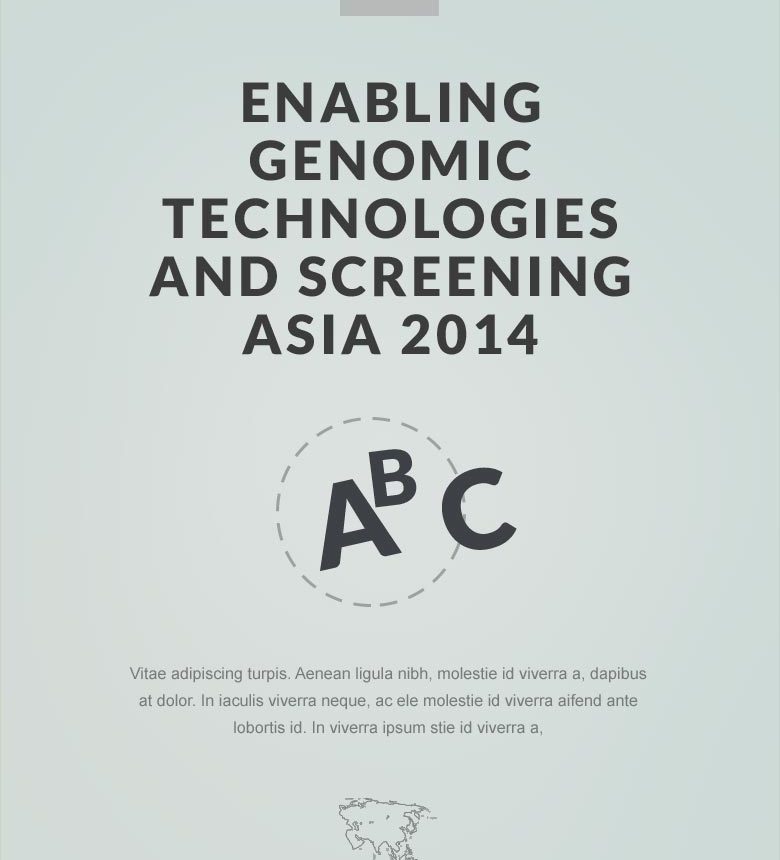 ENABLING
GENOMIC
TECHNOLOGIES
AND SCREENING
ASIA 2014
A B C
Vitae adipiscing turpis. Aenean ligula nibh, molestie id viverra a, dapibus
at dolor. In iaculis viverra neque, ac ele molestie id viverra aifend ante
lobortis id. In viverra ipsum stie id viverra a,